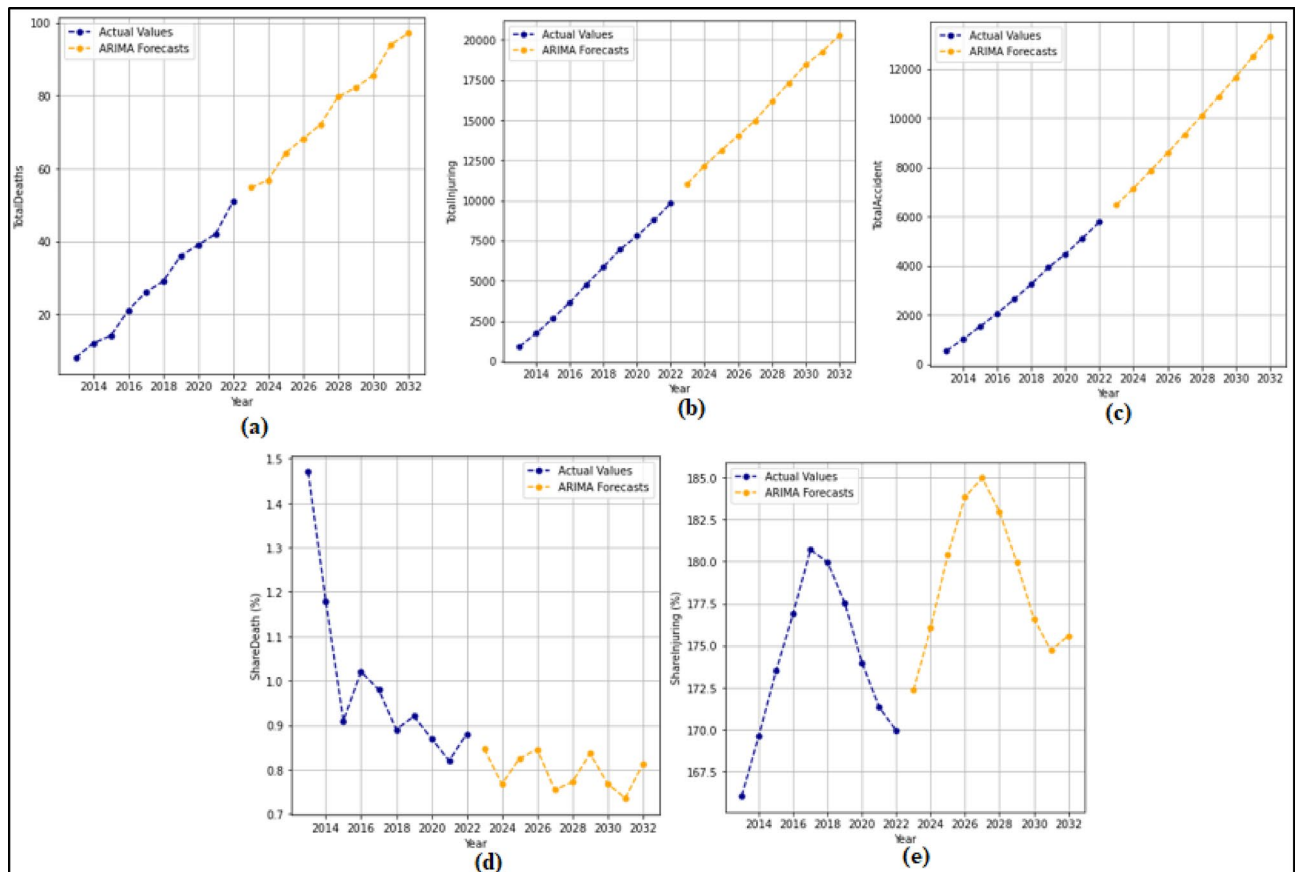 100
80
60
40
20
TotalDeaths
Actual Values
ARIMA Forecasts
2014 2016 2018 2020 2022 2024 2026 2028 2030 2032
Year
(a)
20000
17500
15000
12500
10000
7500
5000
2500
0
TotalInjuring
Actual Values
ARIMA Forecasts
2014 2016 2018 2020 2022 2024 2026 2028 2030 2032
Year
(b)
12000
10000
8000
6000
4000
2000
0
TotalAccident
Actual Values
ARIMA Forecasts
2014 2016 2018 2020 2022 2024 2026 2028 2030 2032
Year
(c)
1.5
1.4
1.3
1.2
1.1
1.0
0.9
0.8
0.7
ShareDeath (%)
Actual Values
ARIMA Forecasts
2014 2016 2018 2020 2022 2024 2026 2028 2030 2032
Year
(d)
185.0
182.5
180.0
177.5
175.0
172.5
170.0
167.5
ShareInjuring (%)
Actual Values
ARIMA Forecasts
2014 2016 2018 2020 2022 2024 2026 2028 2030 2032
Year
(e)